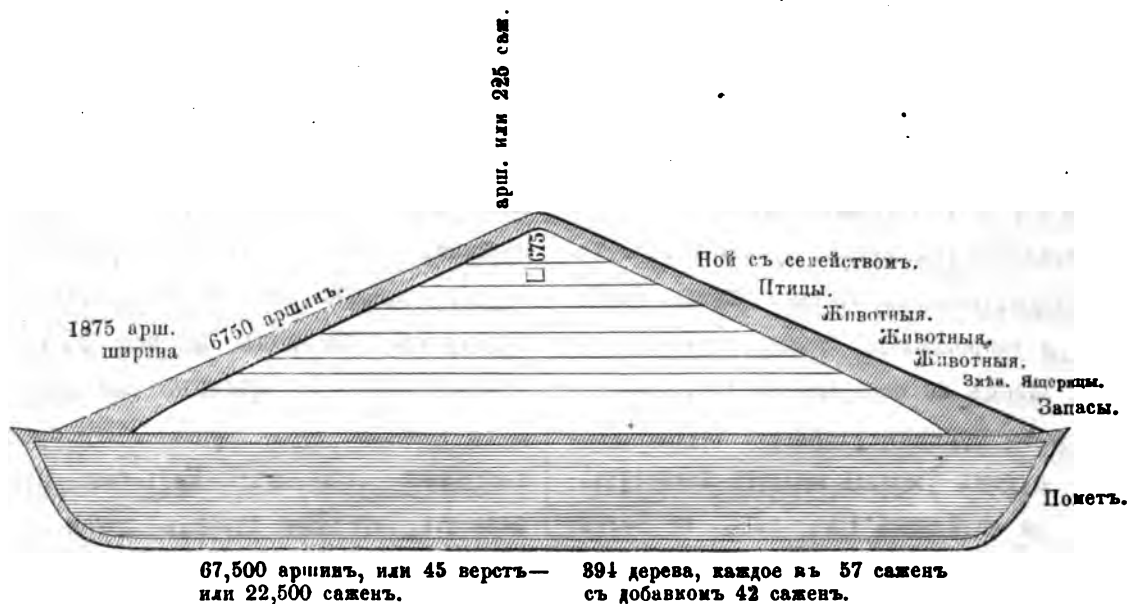 арш. или 225 саж.
675
Ной съ семействомъ.
Птицы.
Животныя.
Животныя.
Животныя.
Змѣи. Ящерицы.
Запасы.
6750 аршинъ.
1875 арш.
ширина
Пометъ.
67,500 аршинъ, или 45 верстъ—
или 22,500 саженъ.
394 дерева, каждое въ 57 саженъ
съ добавкомъ 42 саженъ.